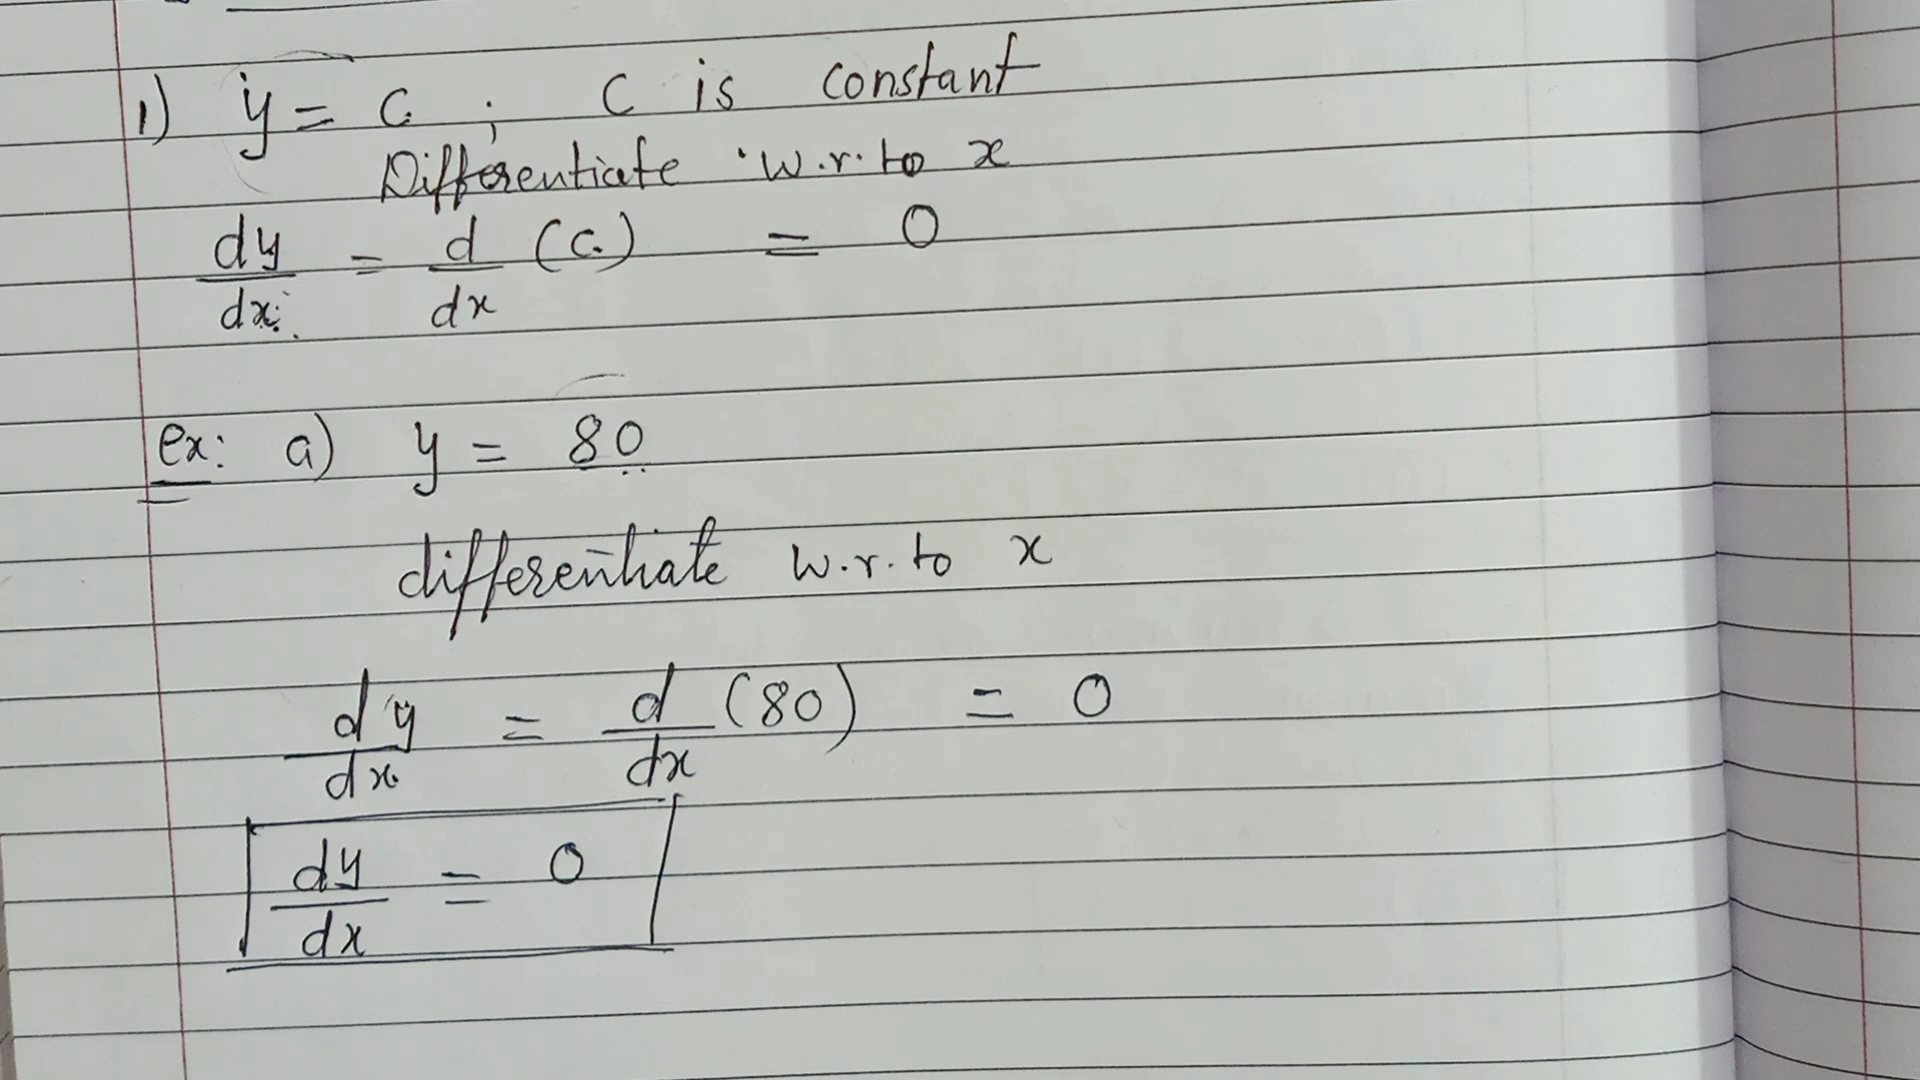 1) y = c ; c is constant
Differentiate w.r. to x
dy/dx = d/dx (c) = 0
ex: a) y = 80
differentiate w.r. to x
dy/dx = d/dx (80) = 0
dy/dx = 0